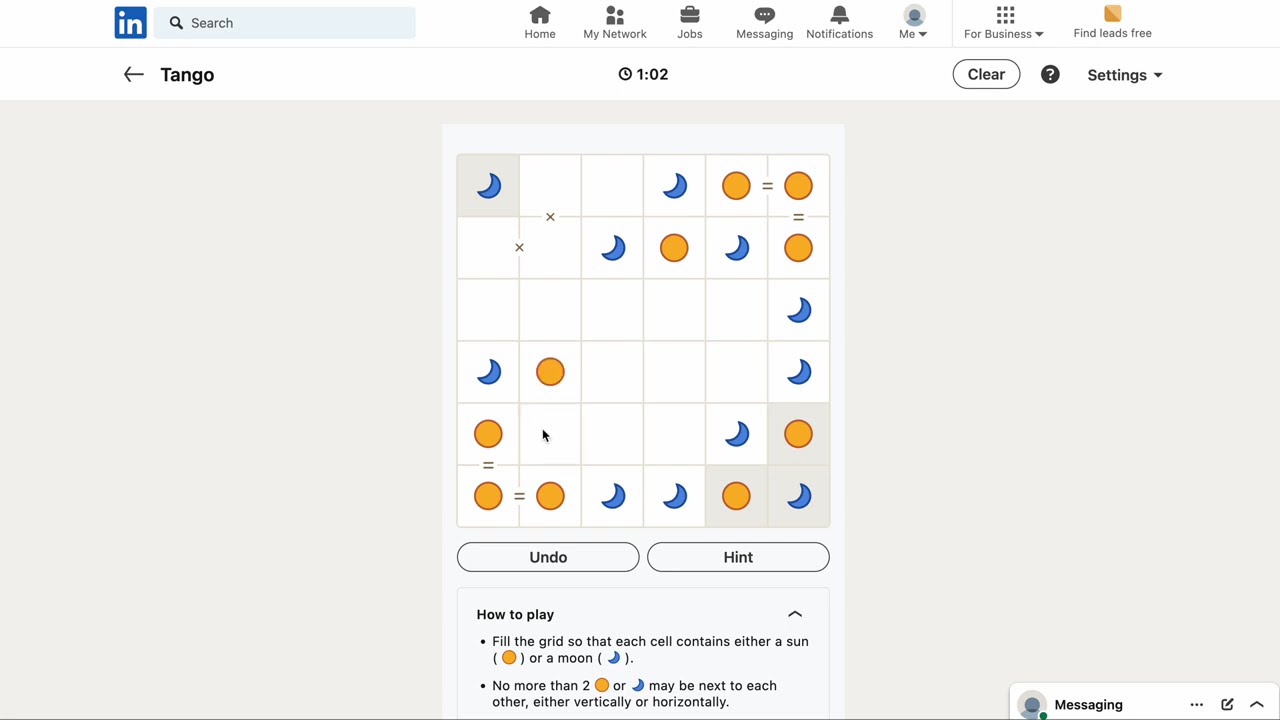 in
Search
Home
My Network
Jobs
Messaging
Notifications
Me
For Business
Find leads free
Tango
1:02
Clear
?
Settings
=
×
=
×
=
=
Undo
Hint
How to play
• Fill the grid so that each cell contains either a sun
( ) or a moon ( ).
• No more than 2 or may be next to each
other, either vertically or horizontally.
Messaging